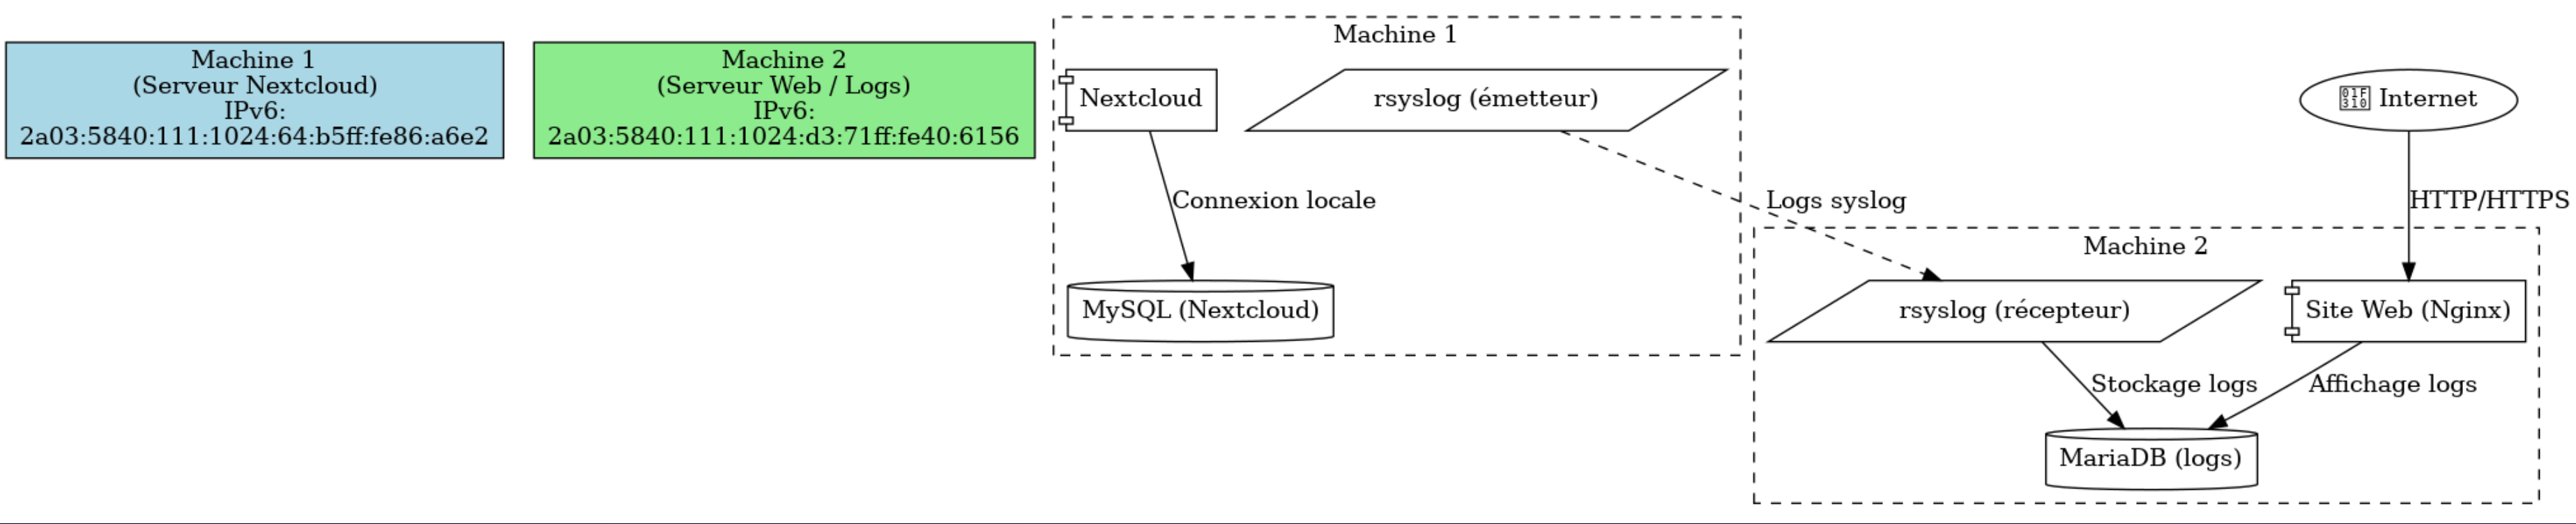 Machine 1
(Serveur Nextcloud)
IPv6:
2a03:5840:111:1024:64:b5ff:fe86:a6e2
Machine 2
(Serveur Web / Logs)
IPv6:
2a03:5840:111:1024:d3:71ff:fe40:6156
Machine 1
Nextcloud
rsyslog (émetteur)
Connexion locale
MySQL (Nextcloud)
Logs syslog
Internet
HTTP/HTTPS
Machine 2
rsyslog (récepteur)
Site Web (Nginx)
Stockage logs
Affichage logs
MariaDB (logs)